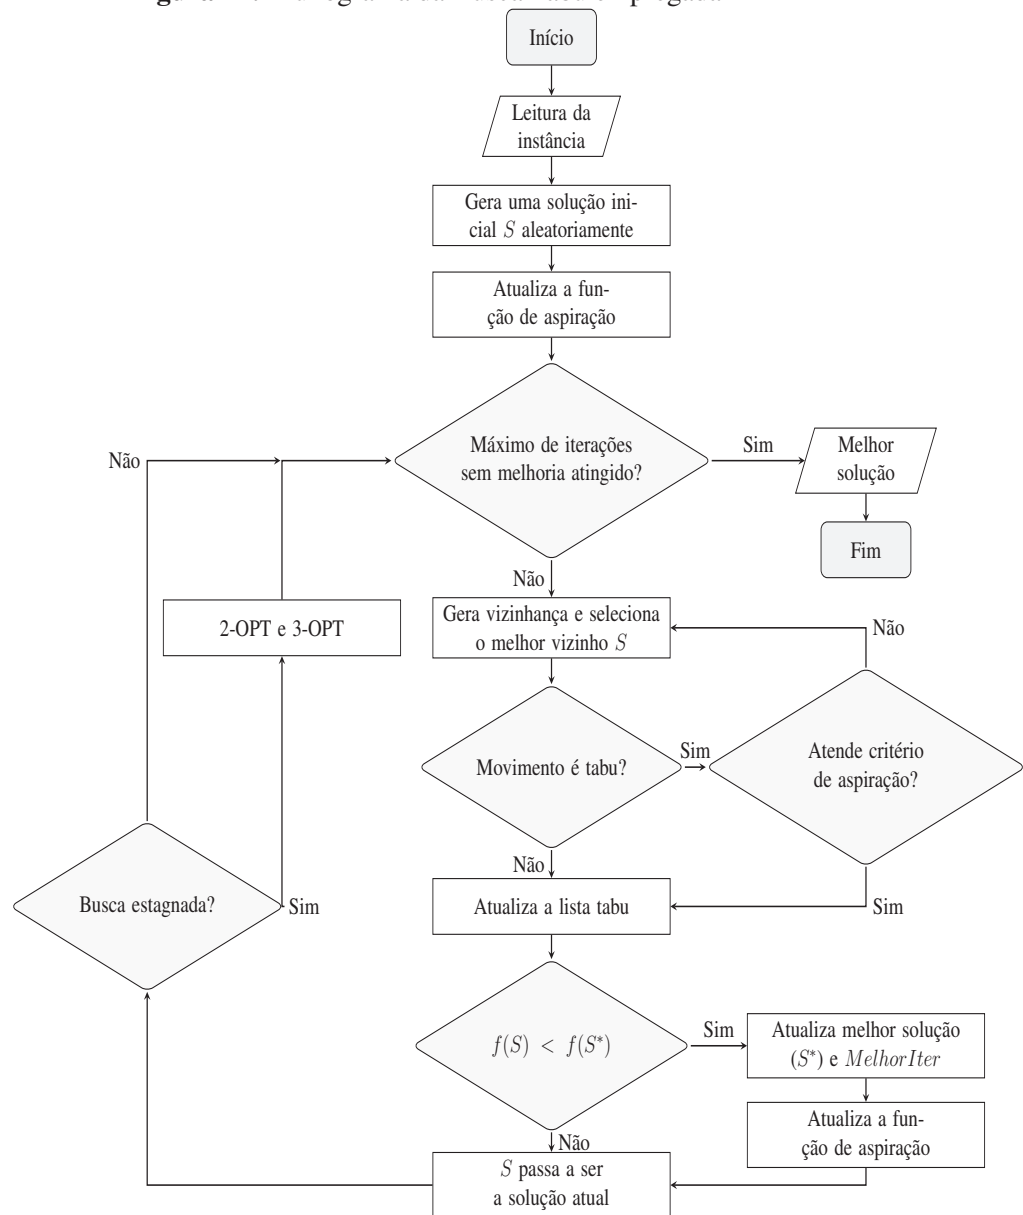 Início
Leitura da
instância
Gera uma solução ini-
cial S aleatoriamente
Atualiza a fun-
ção de aspiração
Máximo de iterações
sem melhoria atingido?
Sim
Melhor
solução
Fim
Não
Não
Gera vizinhança e seleciona
o melhor vizinho S
Não
2-OPT e 3-OPT
Movimento é tabu?
Sim
Atende critério
de aspiração?
Não
Sim
Atualiza a lista tabu
Busca estagnada?
Sim
f(S) < f(S*)
Sim
Atualiza melhor solução
(S*) e MelhorIter
Atualiza a fun-
ção de aspiração
Não
S passa a ser
a solução atual